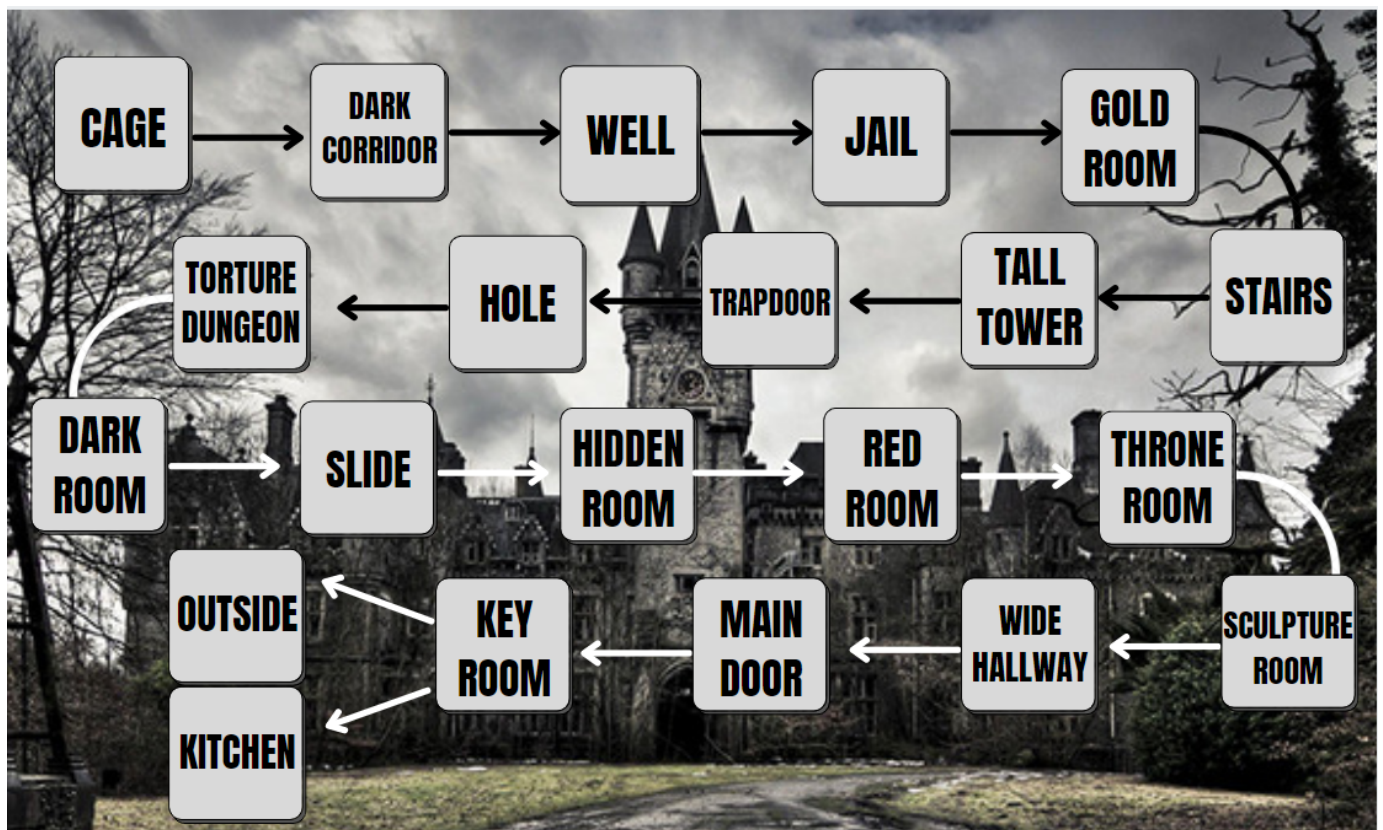 CAGE
DARK
CORRIDOR
WELL
JAIL
GOLD
ROOM
STAIRS
TALL
TOWER
TRAPDOOR
HOLE
TORTURE
DUNGEON
DARK
ROOM
SLIDE
HIDDEN
ROOM
RED
ROOM
THRONE
ROOM
SCULPTURE
ROOM
WIDE
HALLWAY
MAIN
DOOR
KEY
ROOM
OUTSIDE
KITCHEN